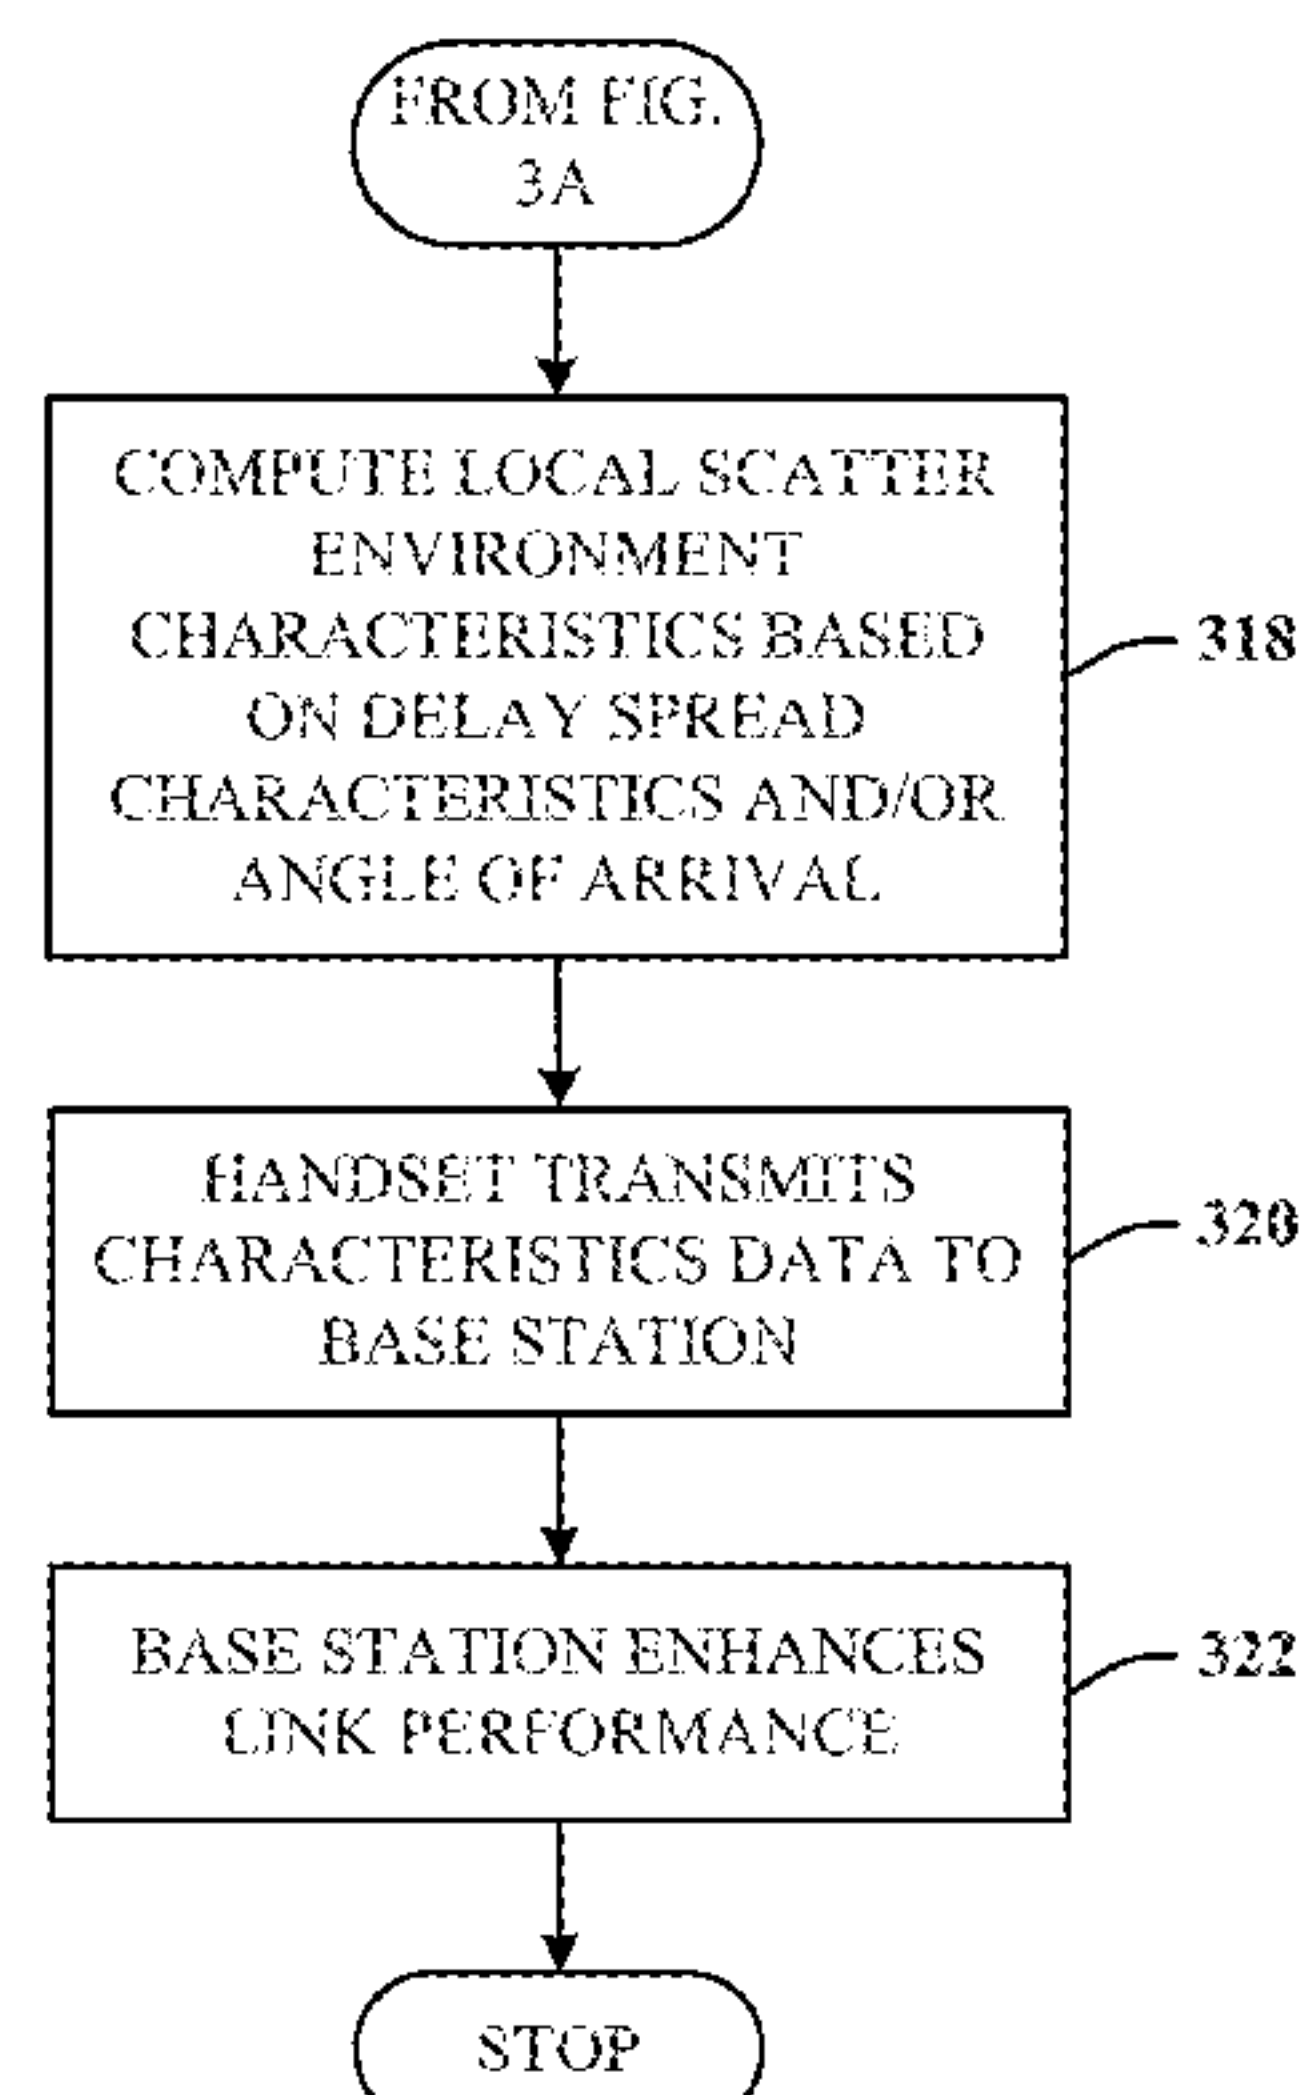 FROM FIG.
3A
COMPUTE LOCAL SCATTER
ENVIRONMENT
CHARACTERISTICS BASED
ON DELAY SPREAD
CHARACTERISTICS AND/OR
ANGLE OF ARRIVAL
318
HANDSET TRANSMITS
CHARACTERISTICS DATA TO
BASE STATION
320
BASE STATION ENHANCES
LINK PERFORMANCE
322
STOP